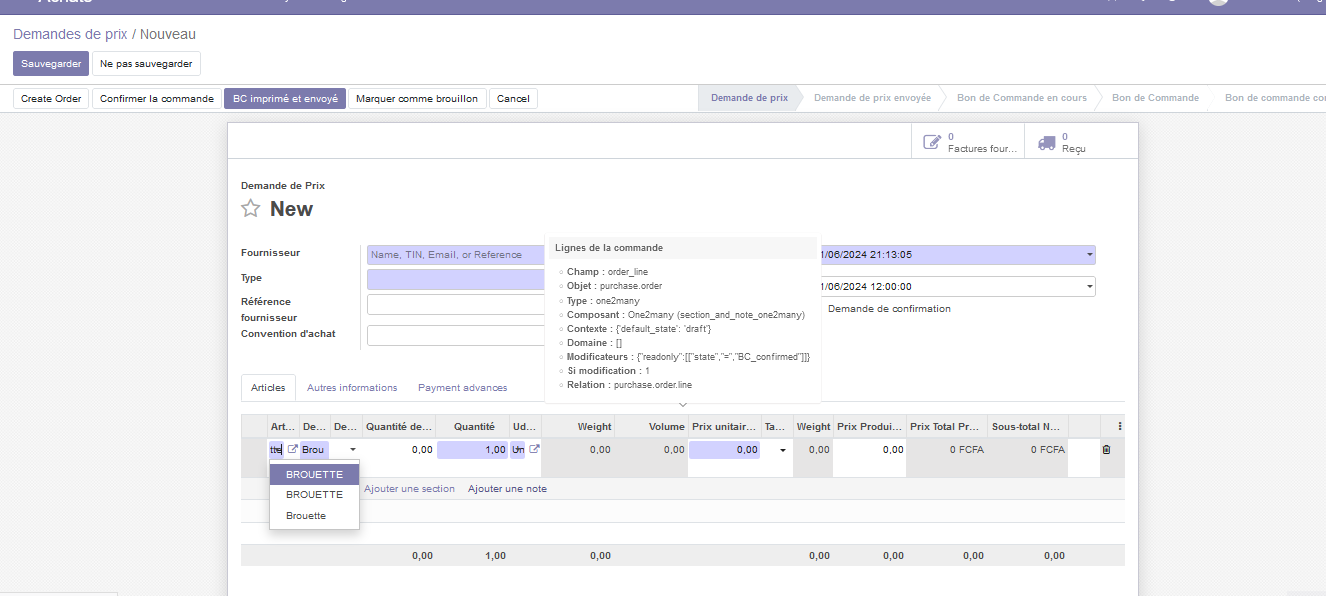 Demandes de prix / Nouveau
Sauvegarder Ne pas sauvegarder
Create Order Confirmer la commande BC imprimé et envoyé Marquer comme brouillon Cancel Demande de prix Demande de prix envoyée Bon de Commande en cours Bon de Commande Bon de commande con
0
Factures four...
0
Reçu
Demande de Prix
New
Fournisseur
Name, TIN, Email, or Reference
Type
Référence
fournisseur
Convention d'achat
Lignes de la commande
Champ : order_line
Objet : purchase.order
Type : one2many
Composant : One2many (section_and_note_one2many)
Contexte : {'default_state': 'draft'}
Domaine : []
Modificateurs : {"readonly":[["state","=","BC_confirmed"]]}
Si modification : 1
Relation : purchase.order.line
1/06/2024 21:13:05
1/06/2024 12:00:00
Demande de confirmation
Articles Autres informations Payment advances
Art... De... De... Quantité de... Quantité Ud... Weight Volume Prix unitair... Ta... Weight Prix Produi... Prix Total Pr... Sous-total N...
Brou 0,00 1,00 Un 0,00 0,00 0,00 0,00 0,00 0 FCFA 0 FCFA
BROUETTE
BROUETTE
Brouette
Ajouter une section Ajouter une note
0,00 1,00 0,00 0,00 0,00 0,00 0,00